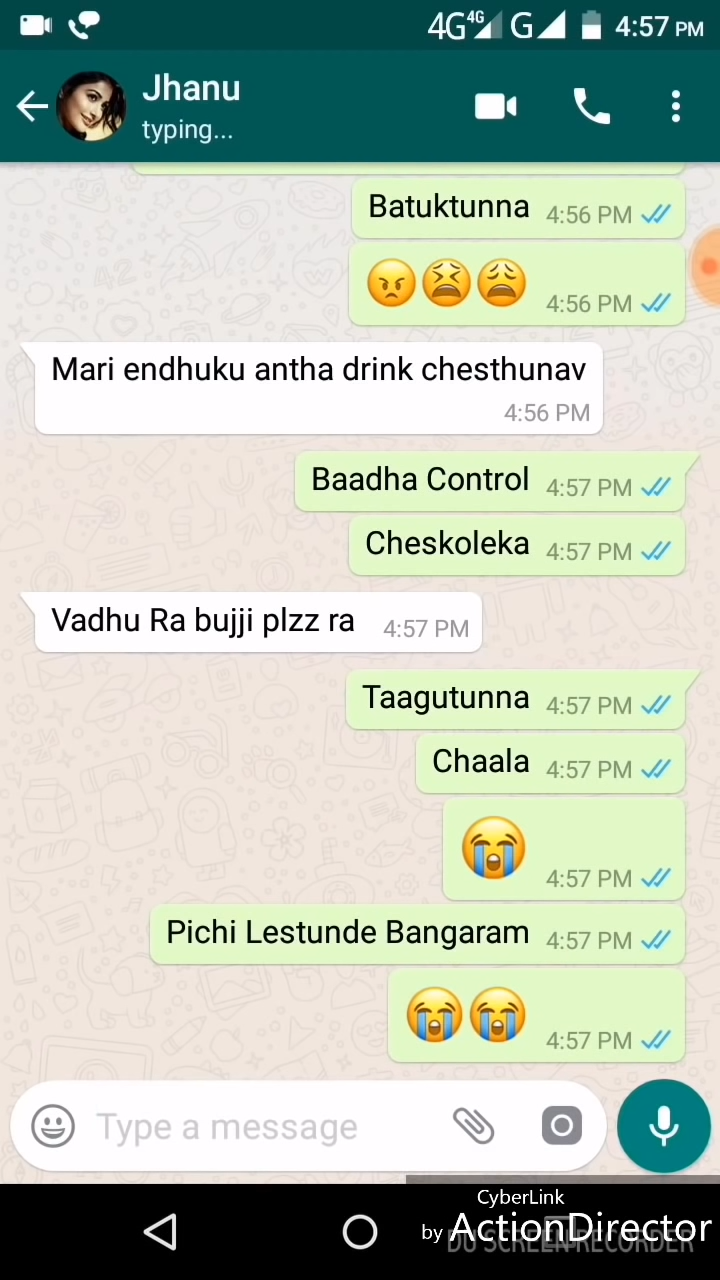 4G 4G G 4:57 PM
Jhanu
typing...
Batuktunna 4:56 PM
😠😫😩 4:56 PM
Mari endhuku antha drink chesthunav
4:56 PM
Baadha Control 4:57 PM
Cheskoleka 4:57 PM
Vadhu Ra bujji plzz ra 4:57 PM
Taagutunna 4:57 PM
Chaala 4:57 PM
😭 4:57 PM
Pichi Lestunde Bangaram 4:57 PM
😭😭 4:57 PM
Type a message
CyberLink
by ActionDirector
DU SCREEN RECORDER